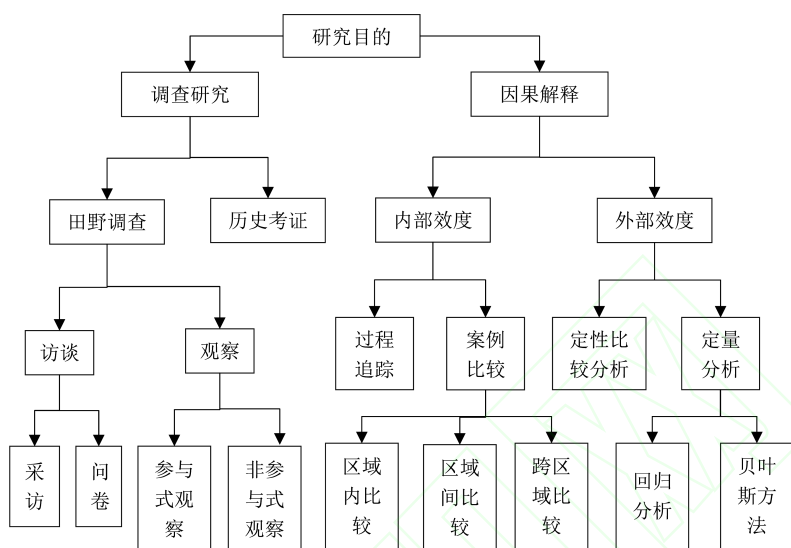 研究目的
调查研究
因果解释
田野调查
历史考证
内部效度
外部效度
访谈
观察
过程
追踪
案例
比较
定性比
较分析
定量
分析
采
访
问
卷
参与
式观
察
非参
与式
观察
区域
内比
较
区域
间比
较
跨区
域比
较
回归
分析
贝叶
斯方
法